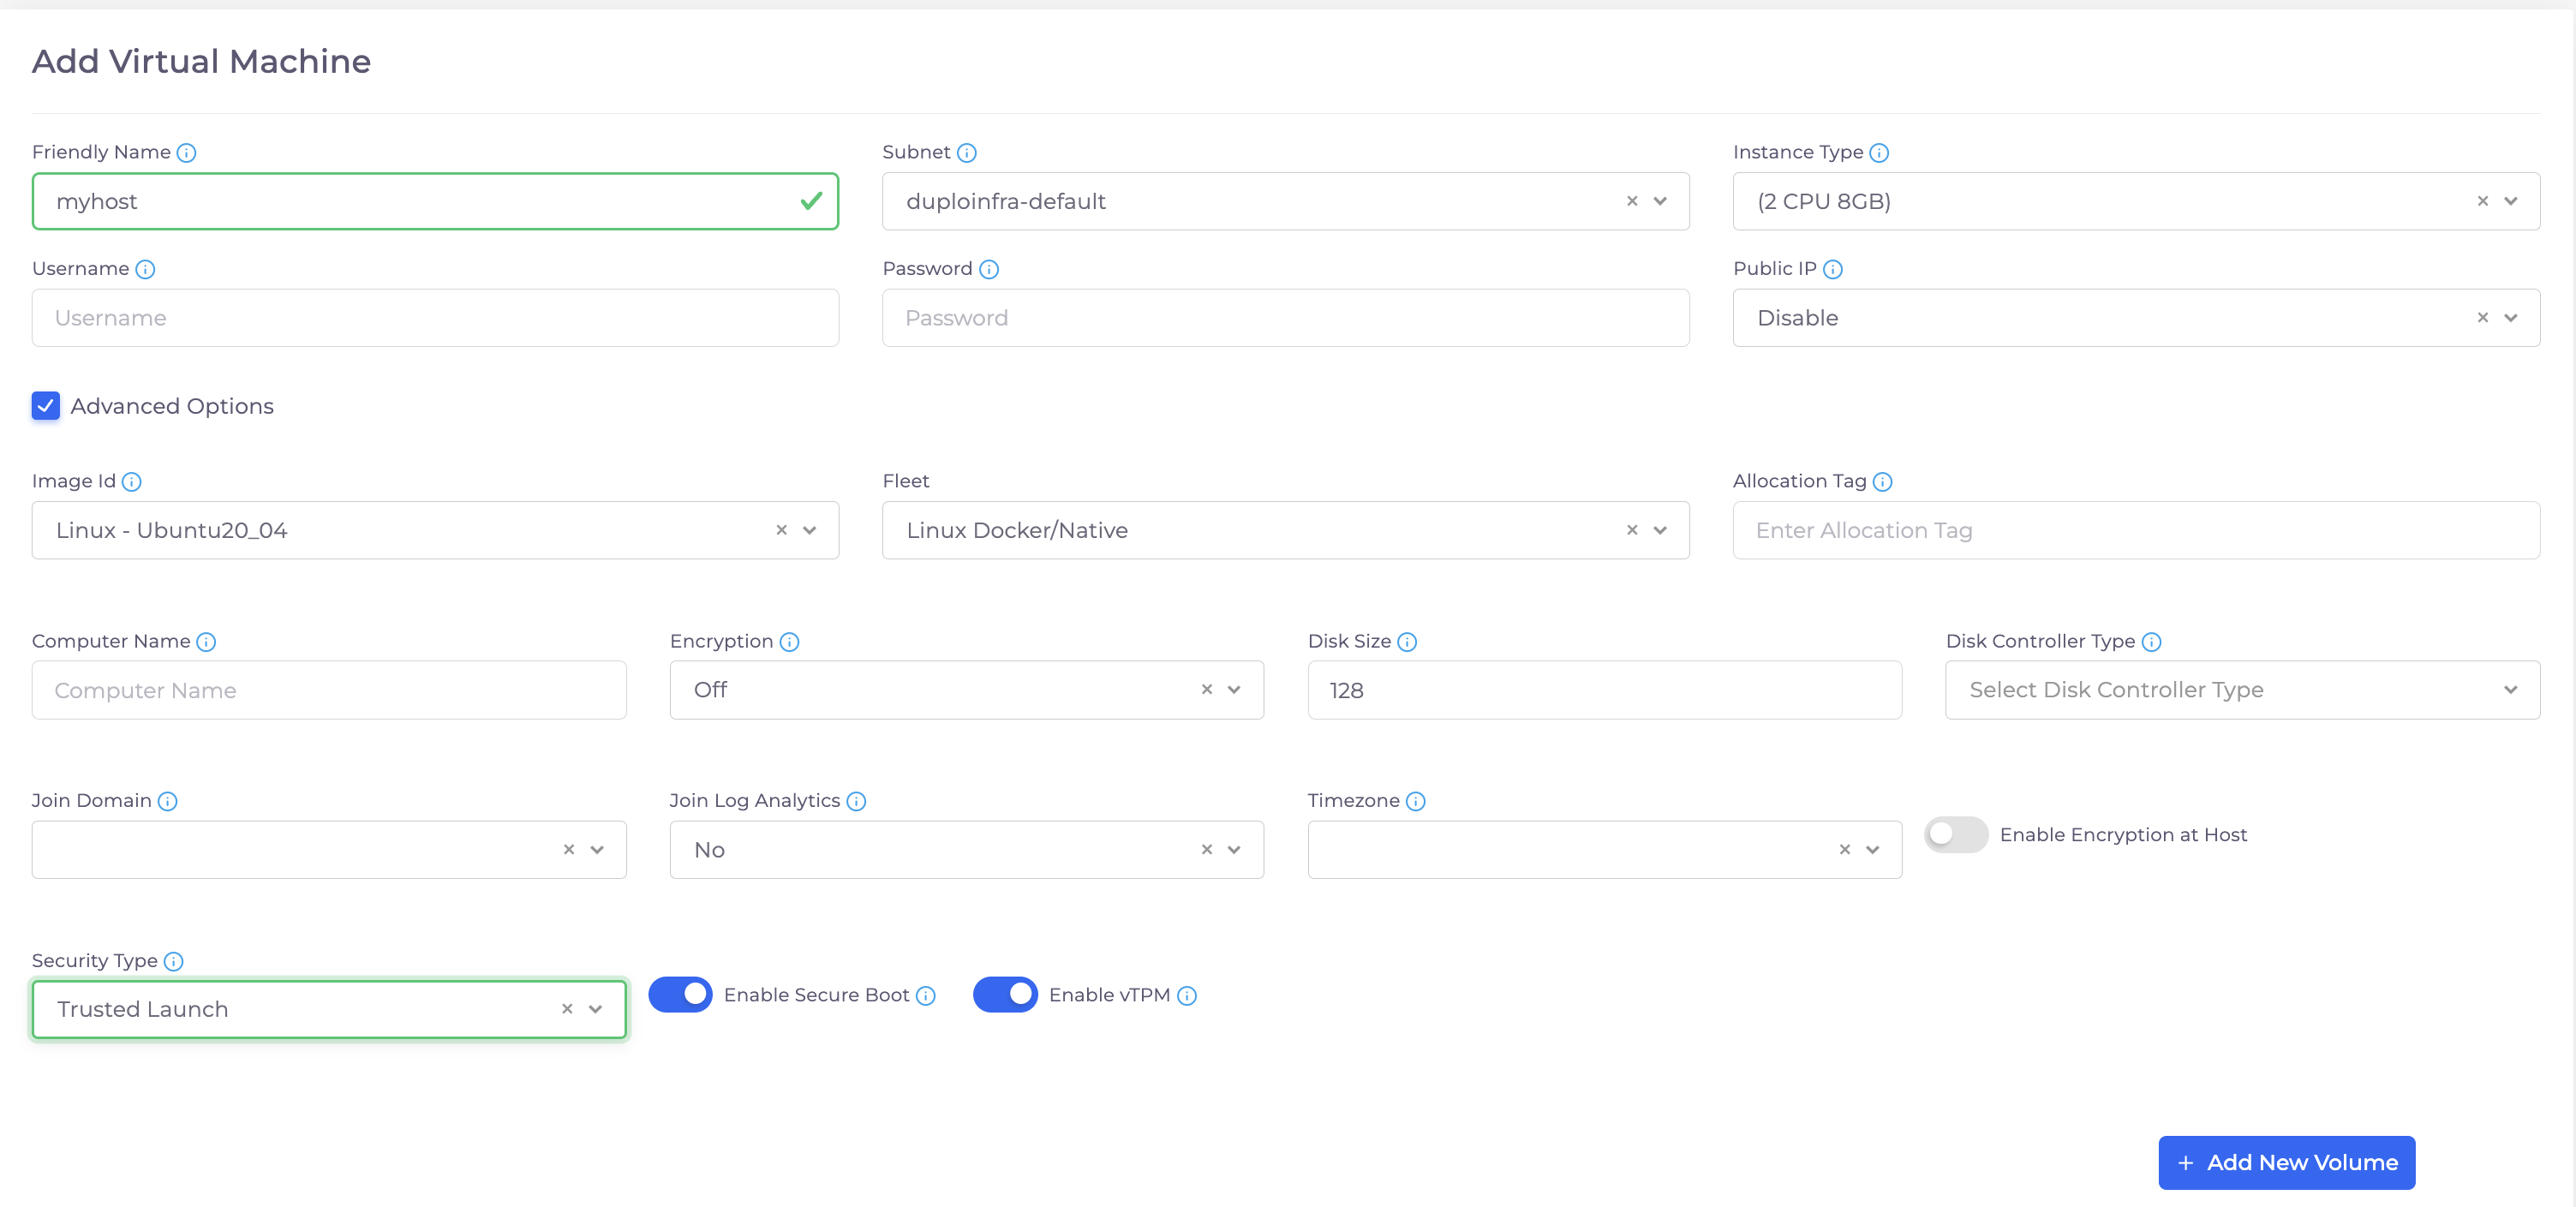 Add Virtual Machine
Friendly Name
Subnet
Instance Type
myhost
duploinfra-default
(2 CPU 8GB)
Username
Password
Public IP
Username
Password
Disable
Advanced Options
Image Id
Fleet
Allocation Tag
Linux - Ubuntu20_04
Linux Docker/Native
Enter Allocation Tag
Computer Name
Encryption
Disk Size
Disk Controller Type
Computer Name
Off
128
Select Disk Controller Type
Join Domain
Join Log Analytics
Timezone
Enable Encryption at Host
No
Security Type
Trusted Launch
Enable Secure Boot
Enable vTPM
+ Add New Volume